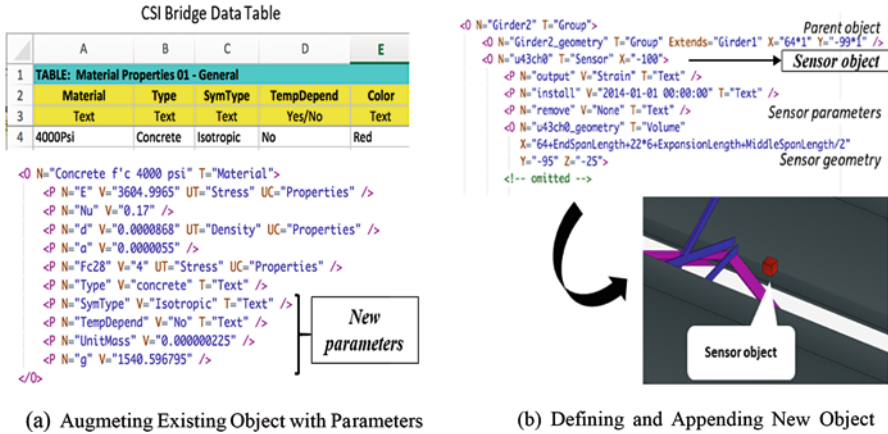 CSI Bridge Data Table
A B C D E
1 TABLE: Material Properties 01 - General
2 Material Type SymType TempDepend Color
3 Text Text Text Yes/No Text
4 4000Psi Concrete Isotropic No Red
<O N="Concrete f'c 4000 psi" T="Material">
<P N="E" V="3604.9965" UT="Stress" UC="Properties" />
<P N="Nu" V="0.17" />
<P N="d" V="0.0000868" UT="Density" UC="Properties" />
<P N="a" V="0.0000055" />
<P N="Fc28" V="4" UT="Stress" UC="Properties" />
<P N="Type" V="concrete" T="Text" />
<P N="SymType" V="Isotropic" T="Text" />
<P N="TempDepend" V="No" T="Text" />
<P N="UnitMass" V="0.000000225" />
<P N="g" V="1540.596795" />
</O>
New
parameters
(a) Augmeting Existing Object with Parameters
<O N="Girder2" T="Group">
Parent object
<O N="Girder2_geometry" T="Group" Extends="Girder1" X="64*1" Y="-99*1" />
<O N="u43ch0" T="Sensor" X="-100">
Sensor object
<P N="output" V="Strain" T="Text" />
<P N="install" V="2014-01-01 00:00:00" T="Text" />
<P N="remove" V="None" T="Text" />
Sensor parameters
<O N="u43ch0_geometry" T="Volume"
X="64+EndSpanLength+22*6+ExpansionLength+MiddleSpanLength/2"
Y="-95" Z="-25">
Sensor geometry
<!-- omitted -->
Sensor object
(b) Defining and Appending New Object